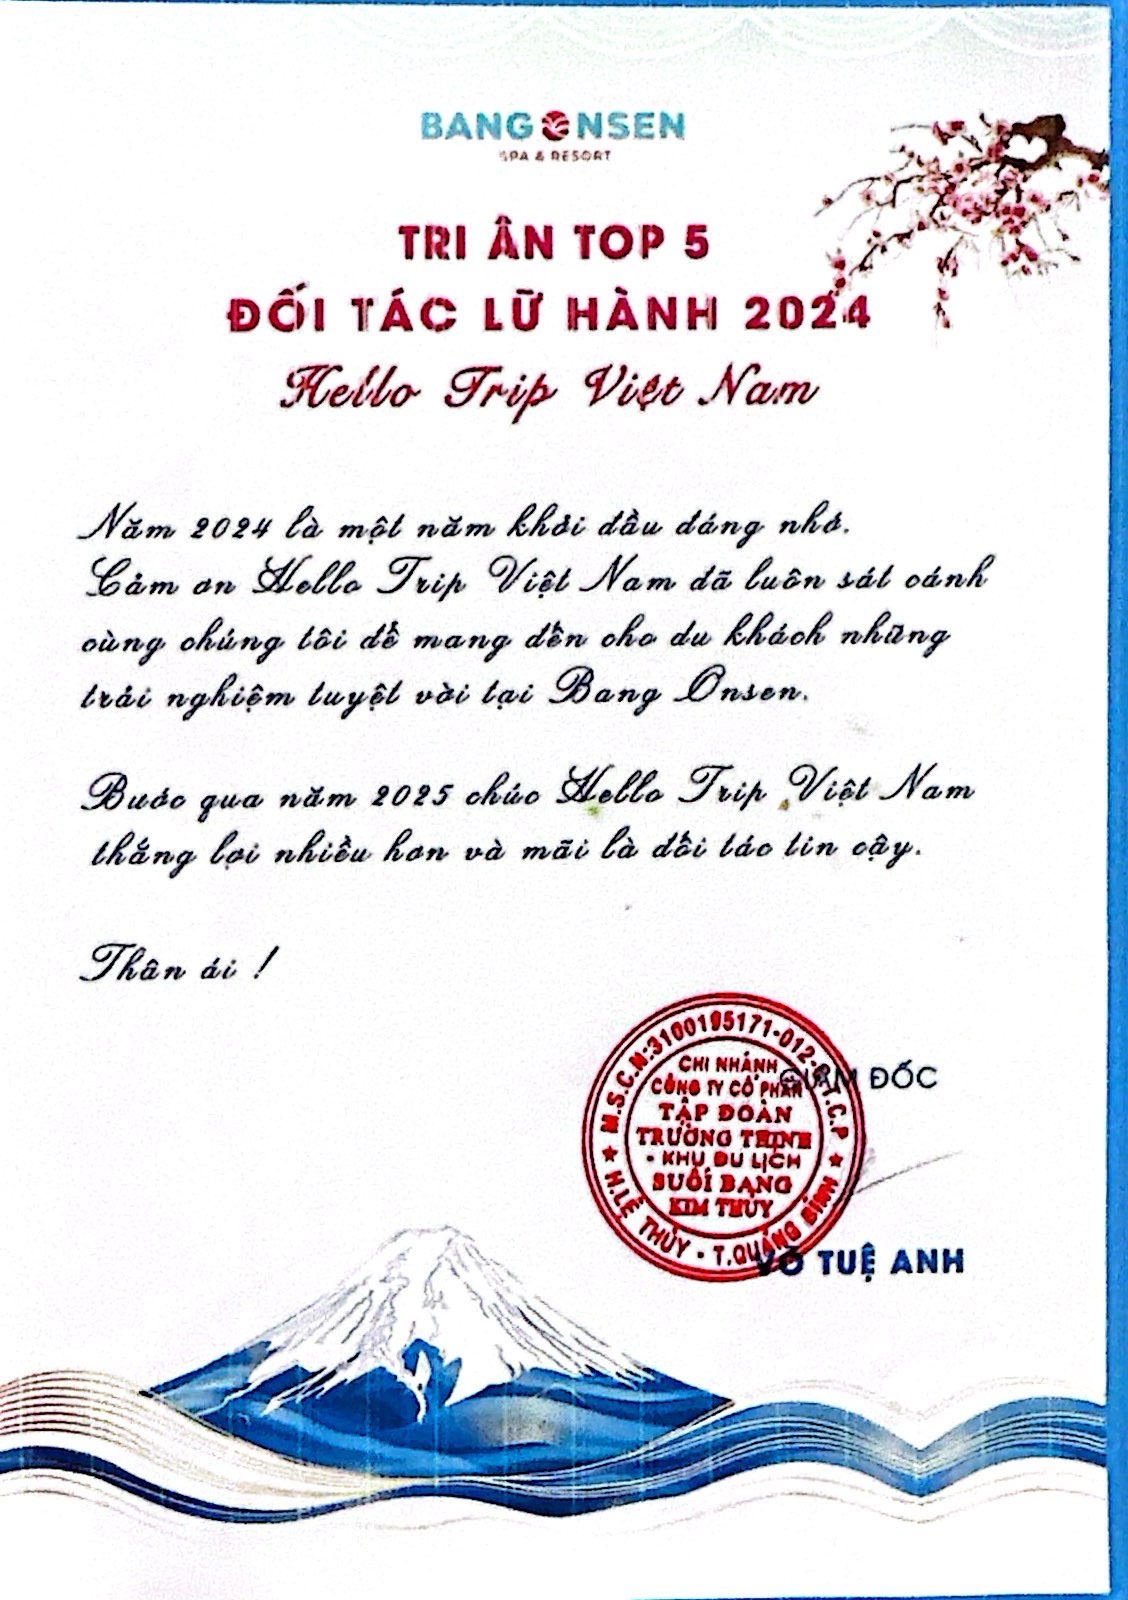 BANG ONSEN
SPA & RESORT
TRI ÂN TOP 5
ĐỐI TÁC LỮ HÀNH 2024
Hello Trip Việt Nam
Năm 2024 là một năm khởi đầu đáng nhớ.
Cảm ơn Hello Trip Việt Nam đã luôn sát cánh
cùng chúng tôi để mang đến cho du khách những
trải nghiệm tuyệt vời tại Bang Onsen.
Bước qua năm 2025 chúc Hello Trip Việt Nam
thắng lợi nhiều hơn và mãi là đối tác tin cậy.
Thân ái !
GIÁM ĐỐC
M.S.C.N:3100195171-012-C.T.C.P
CHI NHÁNH
CÔNG TY CỔ PHẦN
TẬP ĐOÀN
TRƯỜNG THỊNH
- KHU DU LỊCH
SUỐI BANG
KIM THỦY
H.LỆ THỦY - T.QUẢNG BÌNH
VÕ TUỆ ANH